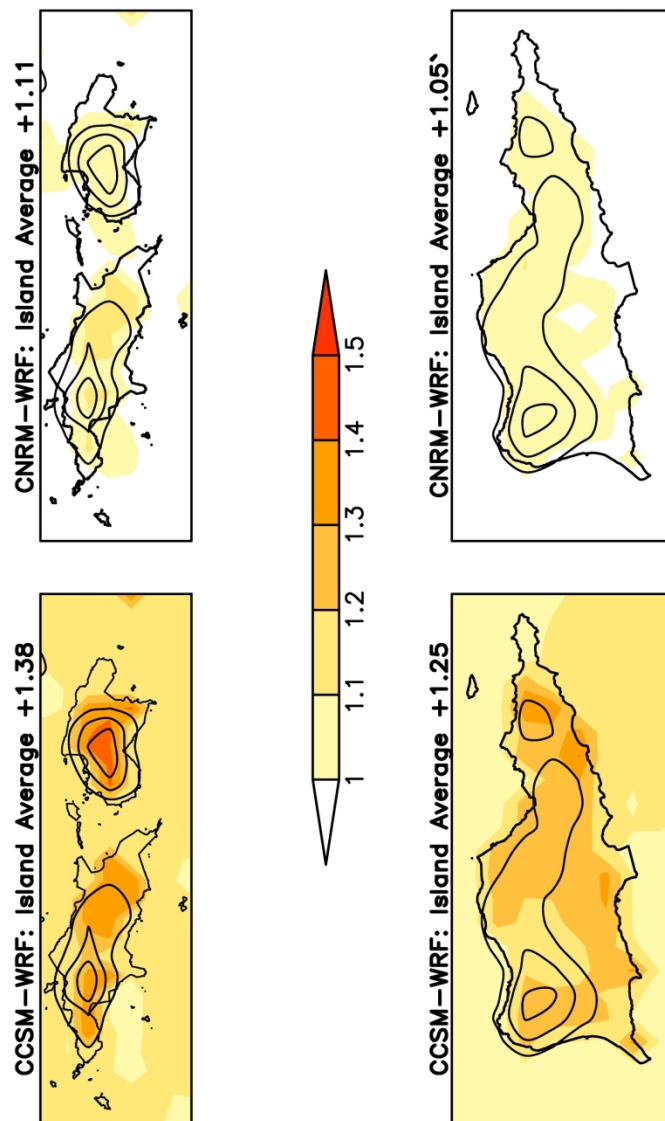 CCSM-WRF: Island Average +1.38
CNRM-WRF: Island Average +1.11
1 1.1 1.2 1.3 1.4 1.5
CCSM-WRF: Island Average +1.25
CNRM-WRF: Island Average +1.05`